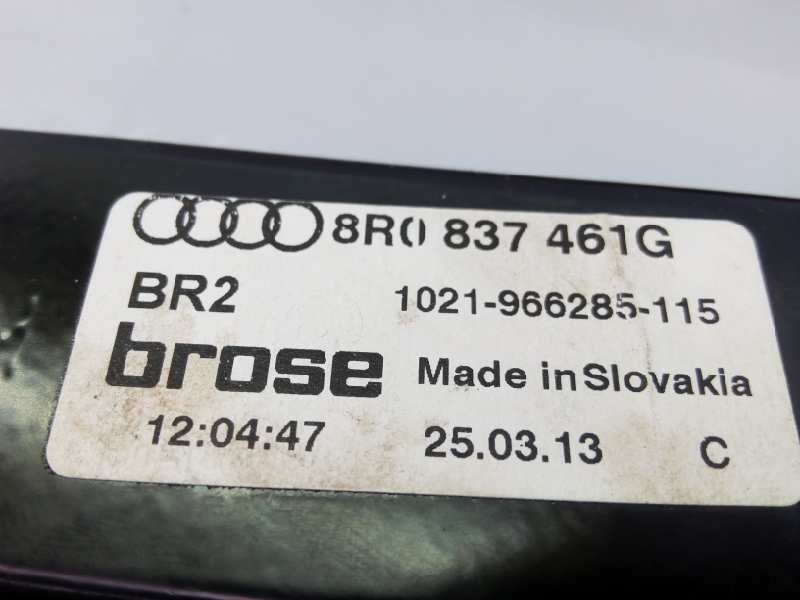 8R0 837 461G
BR2 1021-966285-115
brose Made in Slovakia
12:04:47 25.03.13 C